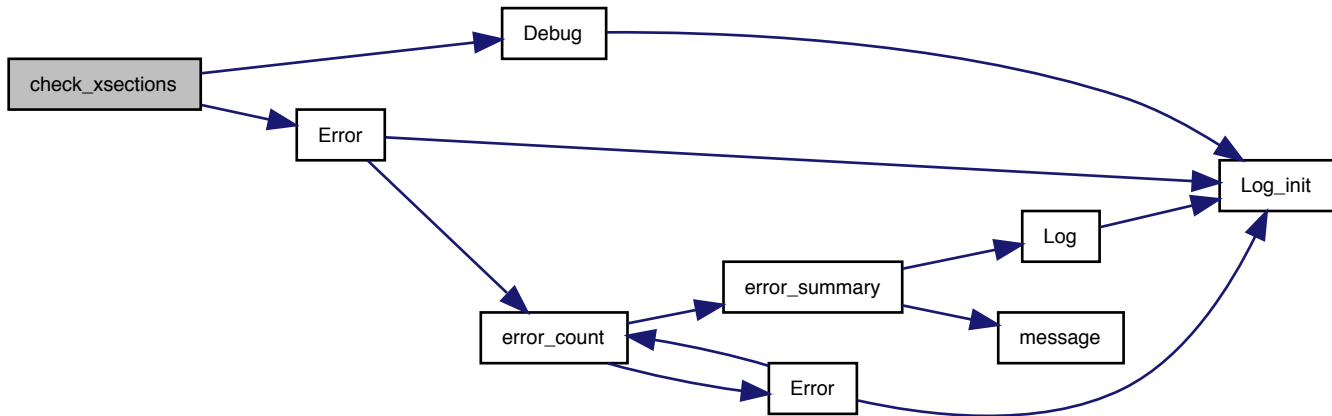 Debug
check_xsections
Error
Log_init
Log
error_summary
error_count
message
Error